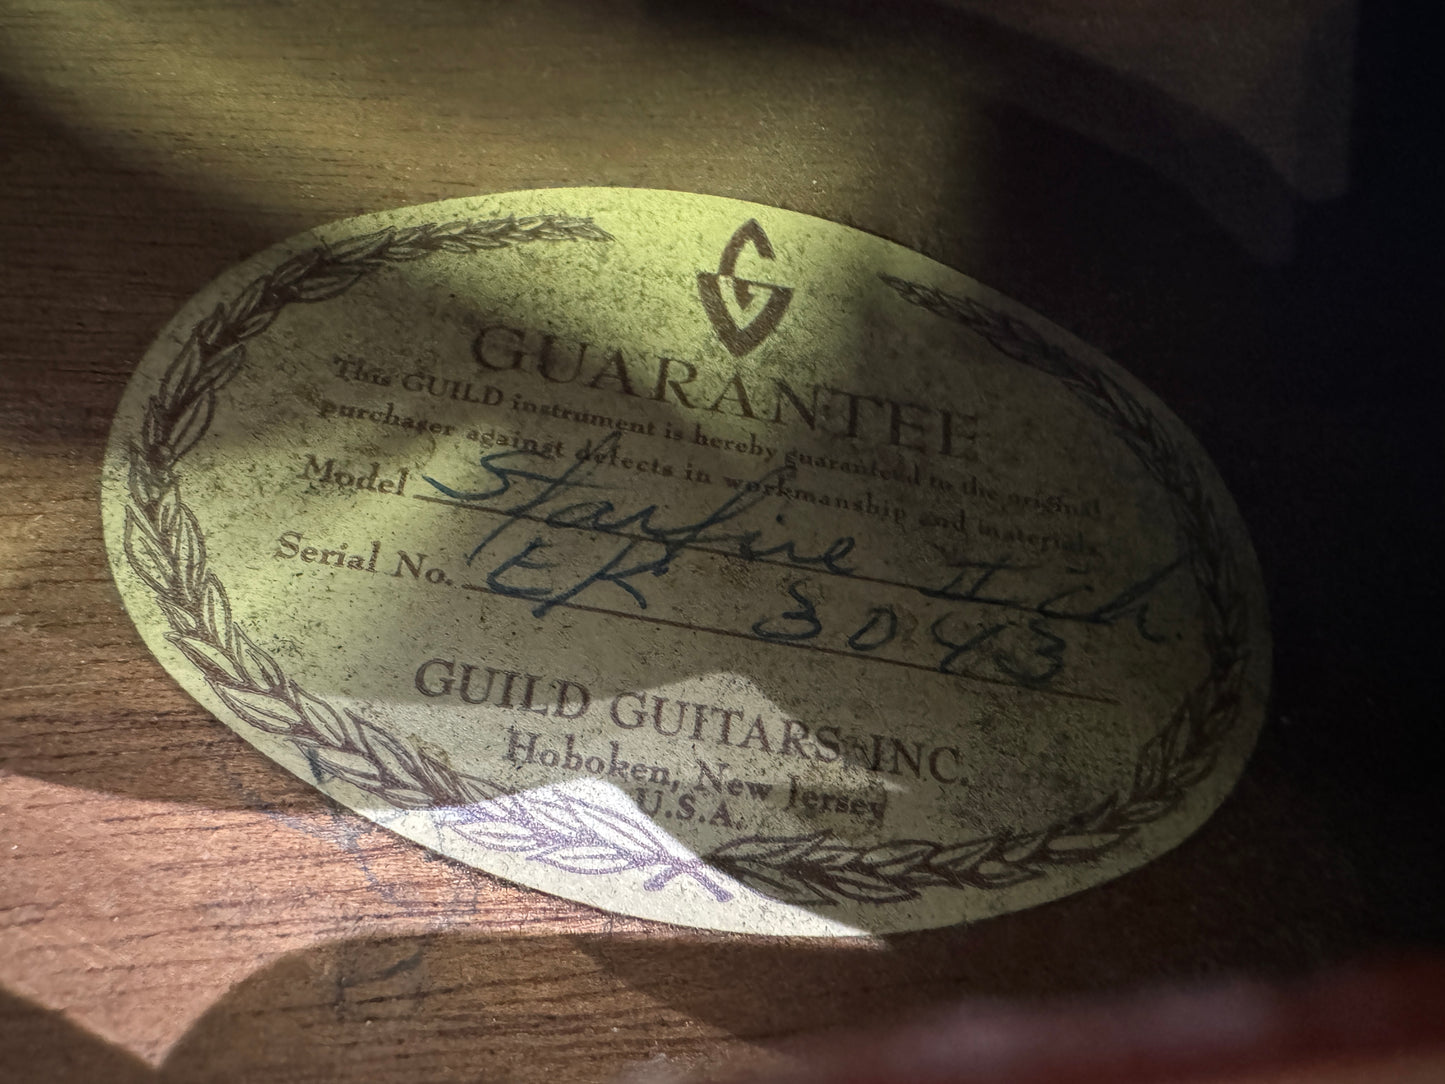 G
GUARANTEE
This GUILD instrument is hereby guaranteed to the original
purchaser against defects in workmanship and materials.
Model Starfire II ch.
Serial No. EK 3043
GUILD GUITARS, INC.
Hoboken, New Jersey
U.S.A.